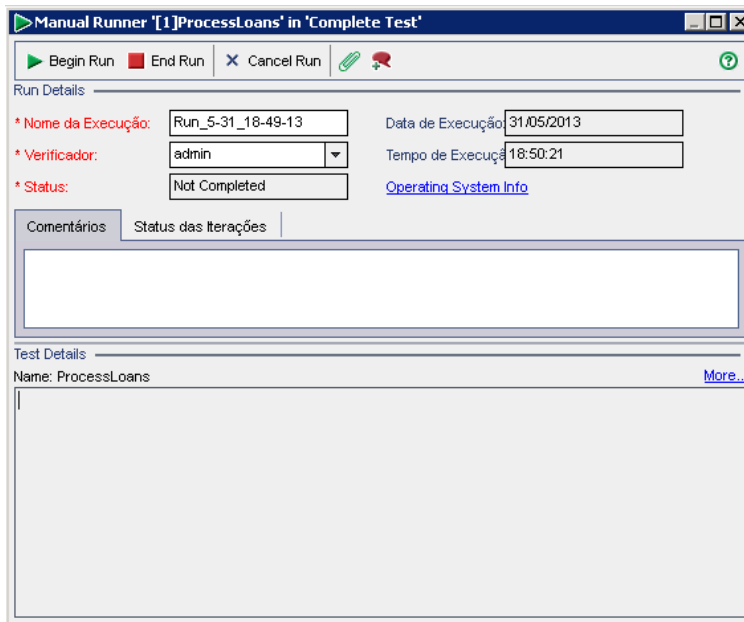 Manual Runner '[1]ProcessLoans' in 'Complete Test'
Begin Run End Run Cancel Run
Run Details
* Nome da Execução: Run_5-31_18-49-13 Data de Execução: 31/05/2013
* Verificador: admin Tempo de Execuçã 18:50:21
* Status: Not Completed Operating System Info
Comentários Status das Iterações
Test Details
Name: ProcessLoans More..